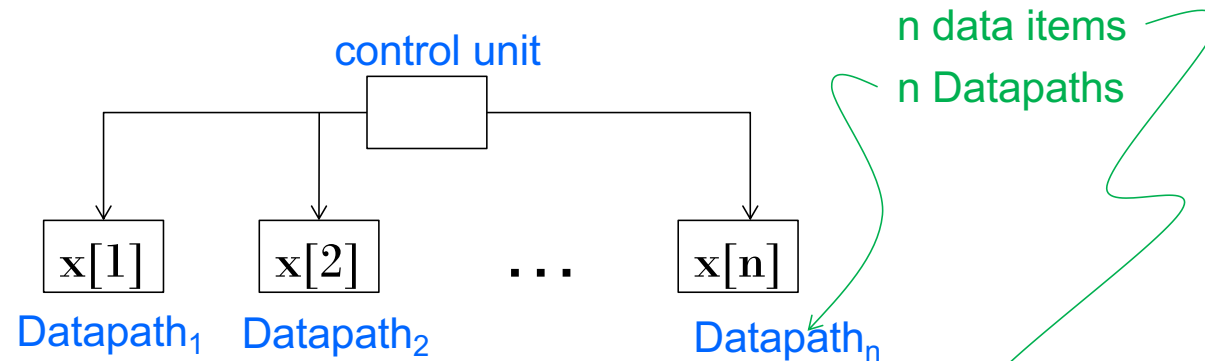 n data items
control unit
n Datapaths
x[1] x[2] ... x[n]
Datapath₁ Datapath₂ Datapathₙ